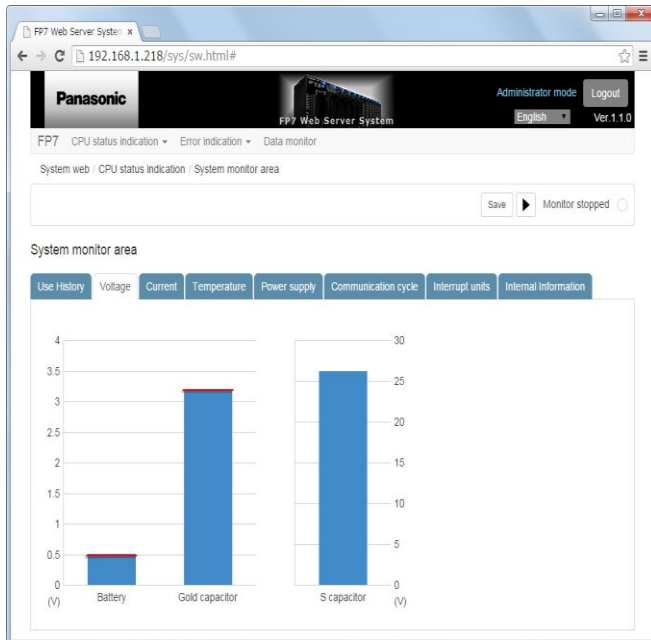 FP7 Web Server System x
192.168.1.218/sys/sw.html#
Panasonic
FP7 Web Server System
Administrator mode Logout
English Ver.1.1.0
FP7 CPU status indication Error indication Data monitor
System web / CPU status indication / System monitor area
Save Monitor stopped
System monitor area
Use History Voltage Current Temperature Power supply Communication cycle Interrupt units Internal Information
4 30
3.5
25
3
20
2.5
2 15
1.5
10
1
0.5 5
0 0
(V) Battery Gold capacitor S capacitor (V)